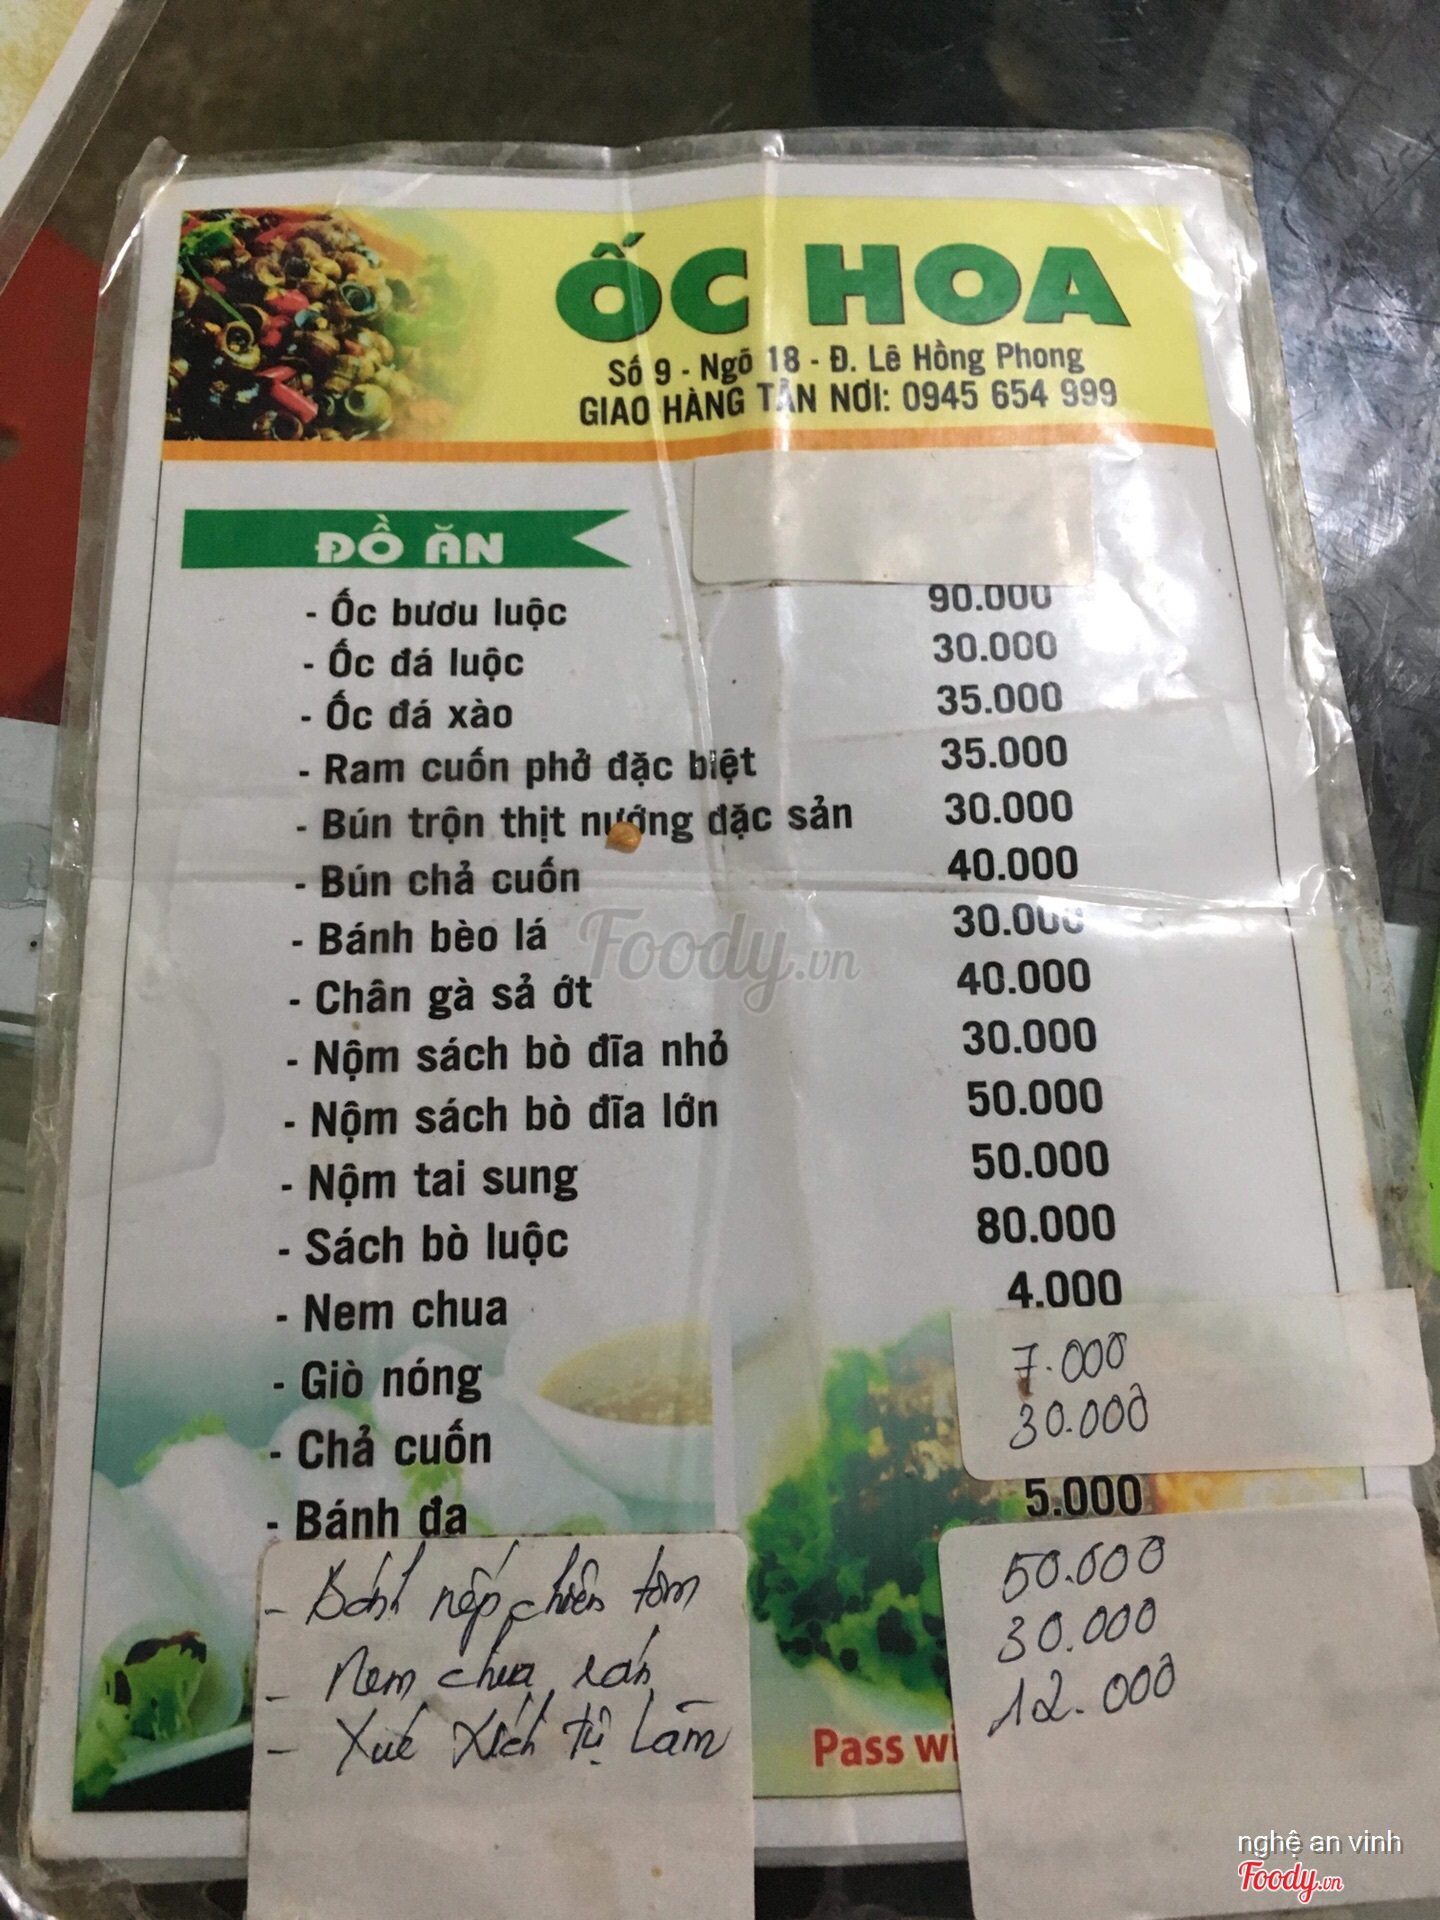 ỐC HOA
Số 9 - Ngõ 18 - Đ. Lê Hồng Phong
GIAO HÀNG TẬN NƠI: 0945 654 999
ĐỒ ĂN
- Ốc bươu luộc 90.000
- Ốc đá luộc 30.000
- Ốc đá xào 35.000
- Ram cuốn phở đặc biệt 35.000
- Bún trộn thịt nướng đặc sản 30.000
- Bún chả cuốn 40.000
- Bánh bèo lá 30.000
- Chân gà sả ớt 40.000
- Nộm sách bò đĩa nhỏ 30.000
- Nộm sách bò đĩa lớn 50.000
- Nộm tai sung 50.000
- Sách bò luộc 80.000
- Nem chua 4.000
- Giò nóng 7.000
- Chả cuốn 30.000
- Bánh đa 5.000
- Bánh nếp chiên tôm 50.000
- Nem chua rán 30.000
- Xúc xích tự làm 12.000
Pass wi
Foody.vn
nghệ an vinh
Foody.vn